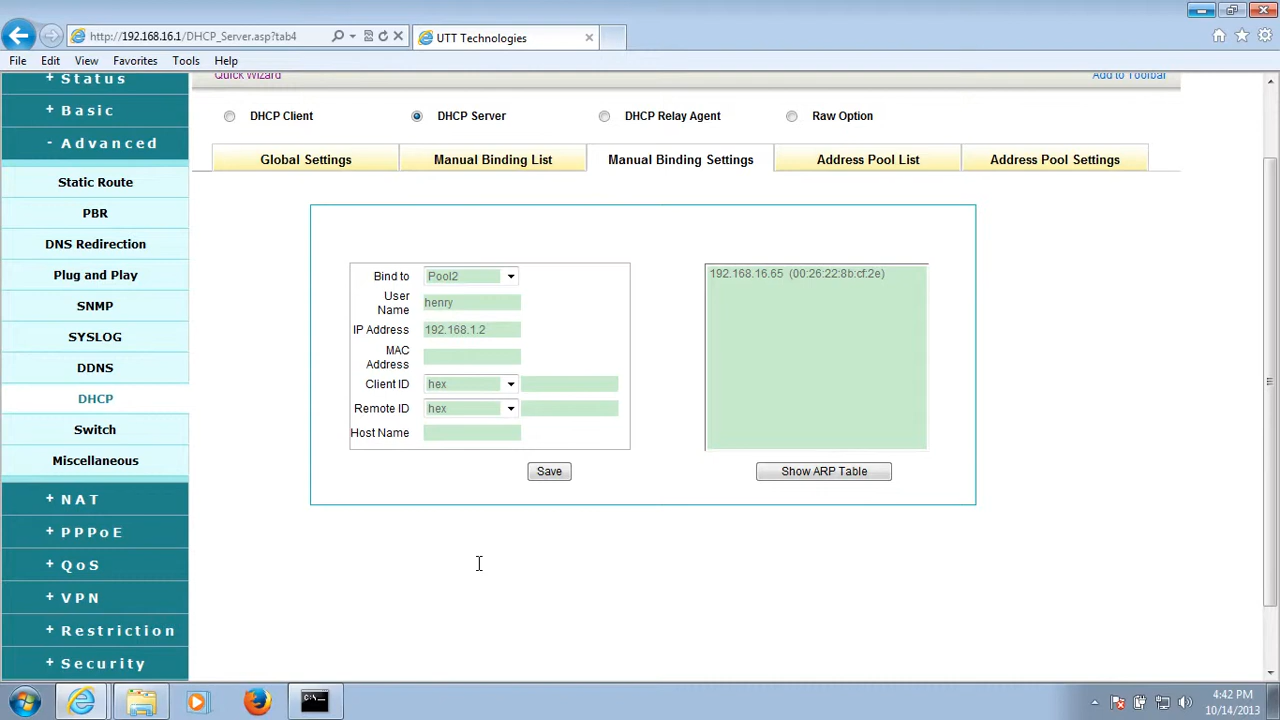 http://192.168.16.1/DHCP_Server.asp?tab4
UTT Technologies
File Edit View Favorites Tools Help
Quick Wizard
Add to Toolbar
+ Status
+ Basic
- Advanced
Static Route
PBR
DNS Redirection
Plug and Play
SNMP
SYSLOG
DDNS
DHCP
Switch
Miscellaneous
+ NAT
+ PPPoE
+ QoS
+ VPN
+ Restriction
+ Security
DHCP Client DHCP Server DHCP Relay Agent Raw Option
Global Settings Manual Binding List Manual Binding Settings Address Pool List Address Pool Settings
Bind to Pool2
User Name henry
IP Address 192.168.1.2
MAC Address
Client ID hex
Remote ID hex
Host Name
Save
192.168.16.65 (00:26:22:8b:cf:2e)
Show ARP Table
C:\
4:42 PM
10/14/2013